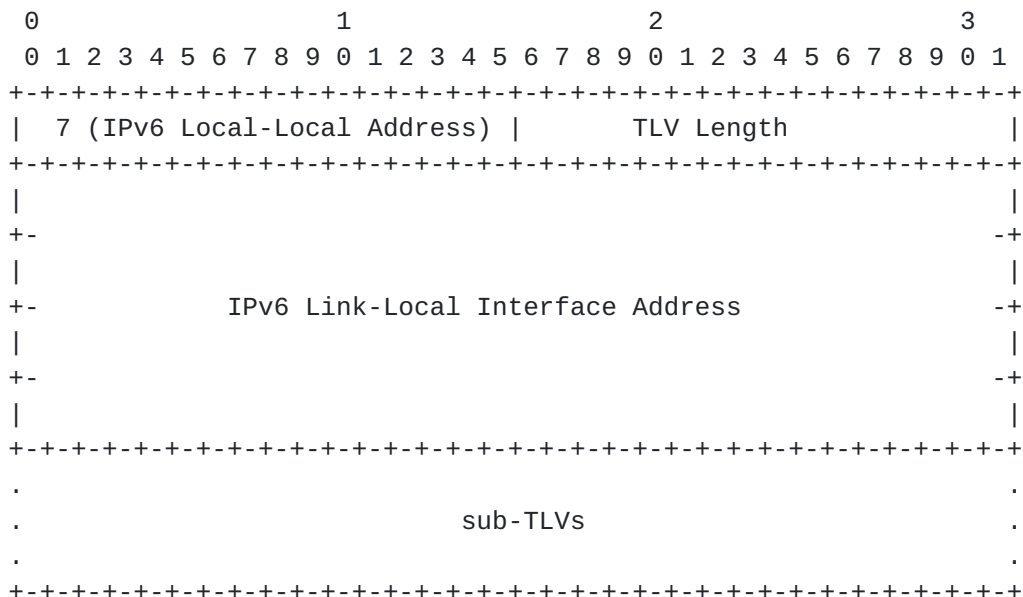 0                   1                   2                   3
 0 1 2 3 4 5 6 7 8 9 0 1 2 3 4 5 6 7 8 9 0 1 2 3 4 5 6 7 8 9 0 1
+-+-+-+-+-+-+-+-+-+-+-+-+-+-+-+-+-+-+-+-+-+-+-+-+-+-+-+-+-+-+-+-+
|  7 (IPv6 Local-Local Address) |       TLV Length              |
+-+-+-+-+-+-+-+-+-+-+-+-+-+-+-+-+-+-+-+-+-+-+-+-+-+-+-+-+-+-+-+-+
|                                                               |
+-                                                             -+
|                                                               |
+-            IPv6 Link-Local Interface Address                -+
|                                                               |
+-                                                             -+
|                                                               |
+-+-+-+-+-+-+-+-+-+-+-+-+-+-+-+-+-+-+-+-+-+-+-+-+-+-+-+-+-+-+-+-+
.                                                               .
.                            sub-TLVs                           .
.                                                               .
+-+-+-+-+-+-+-+-+-+-+-+-+-+-+-+-+-+-+-+-+-+-+-+-+-+-+-+-+-+-+-+-+